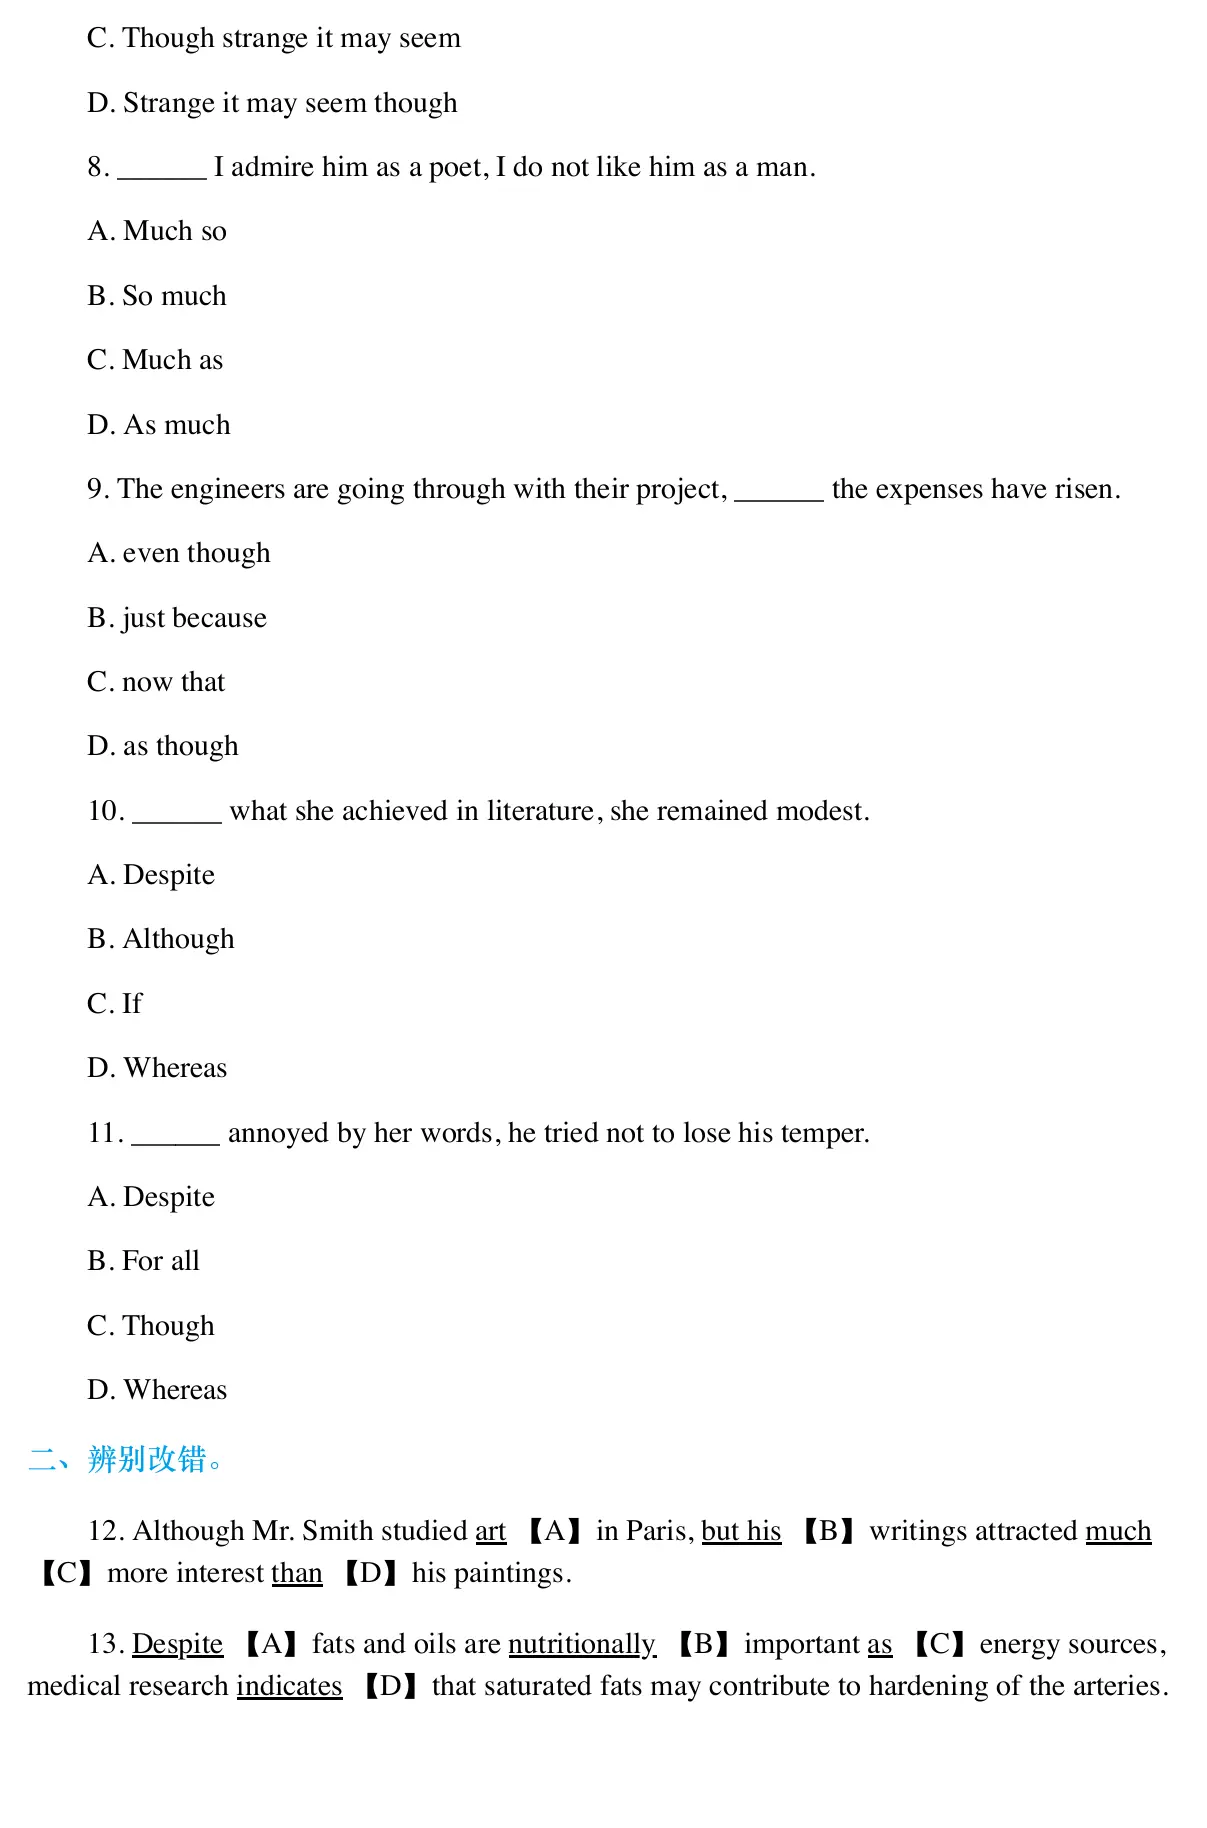 C. Though strange it may seem
D. Strange it may seem though
8. ______ I admire him as a poet, I do not like him as a man.
A. Much so
B. So much
C. Much as
D. As much
9. The engineers are going through with their project, ______ the expenses have risen.
A. even though
B. just because
C. now that
D. as though
10. ______ what she achieved in literature, she remained modest.
A. Despite
B. Although
C. If
D. Whereas
11. ______ annoyed by her words, he tried not to lose his temper.
A. Despite
B. For all
C. Though
D. Whereas
二、辨别改错。
12. Although Mr. Smith studied art 【A】 in Paris, but his 【B】 writings attracted much
【C】 more interest than 【D】 his paintings.
13. Despite 【A】 fats and oils are nutritionally 【B】 important as 【C】 energy sources,
medical research indicates 【D】 that saturated fats may contribute to hardening of the arteries.